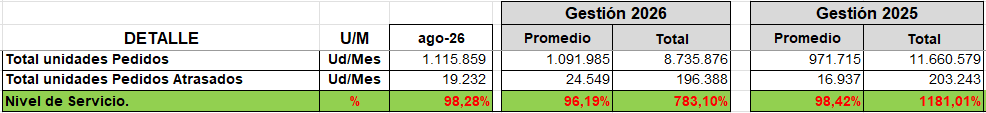 Gestión 2026 Gestión 2025
DETALLE U/M ago-26 Promedio Total Promedio Total
Total unidades Pedidos Ud/Mes 1.115.859 1.091.985 8.735.876 971.715 11.660.579
Total unidades Pedidos Atrasados Ud/Mes 19.232 24.549 196.388 16.937 203.243
Nivel de Servicio. % 98,28% 96,19% 783,10% 98,42% 1181,01%